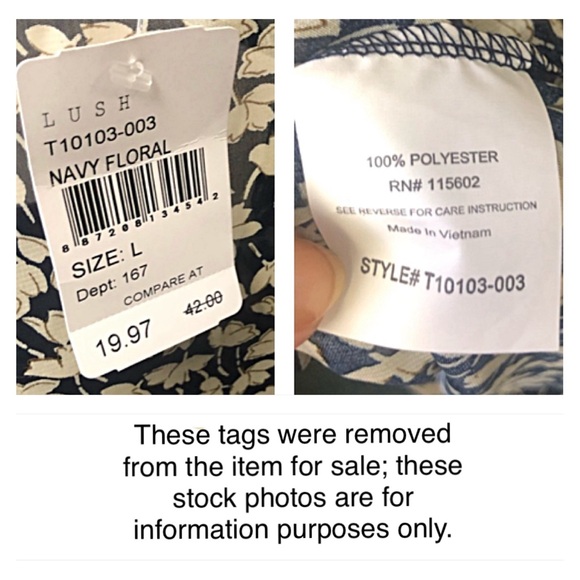 L U S H
T10103-003
NAVY FLORAL
8 87208 13454 2
SIZE: L
Dept: 167
COMPARE AT
42.00
19.97
100% POLYESTER
RN# 115602
SEE REVERSE FOR CARE INSTRUCTION
Made In Vietnam
STYLE# T10103-003
These tags were removed
from the item for sale; these
stock photos are for
information purposes only.